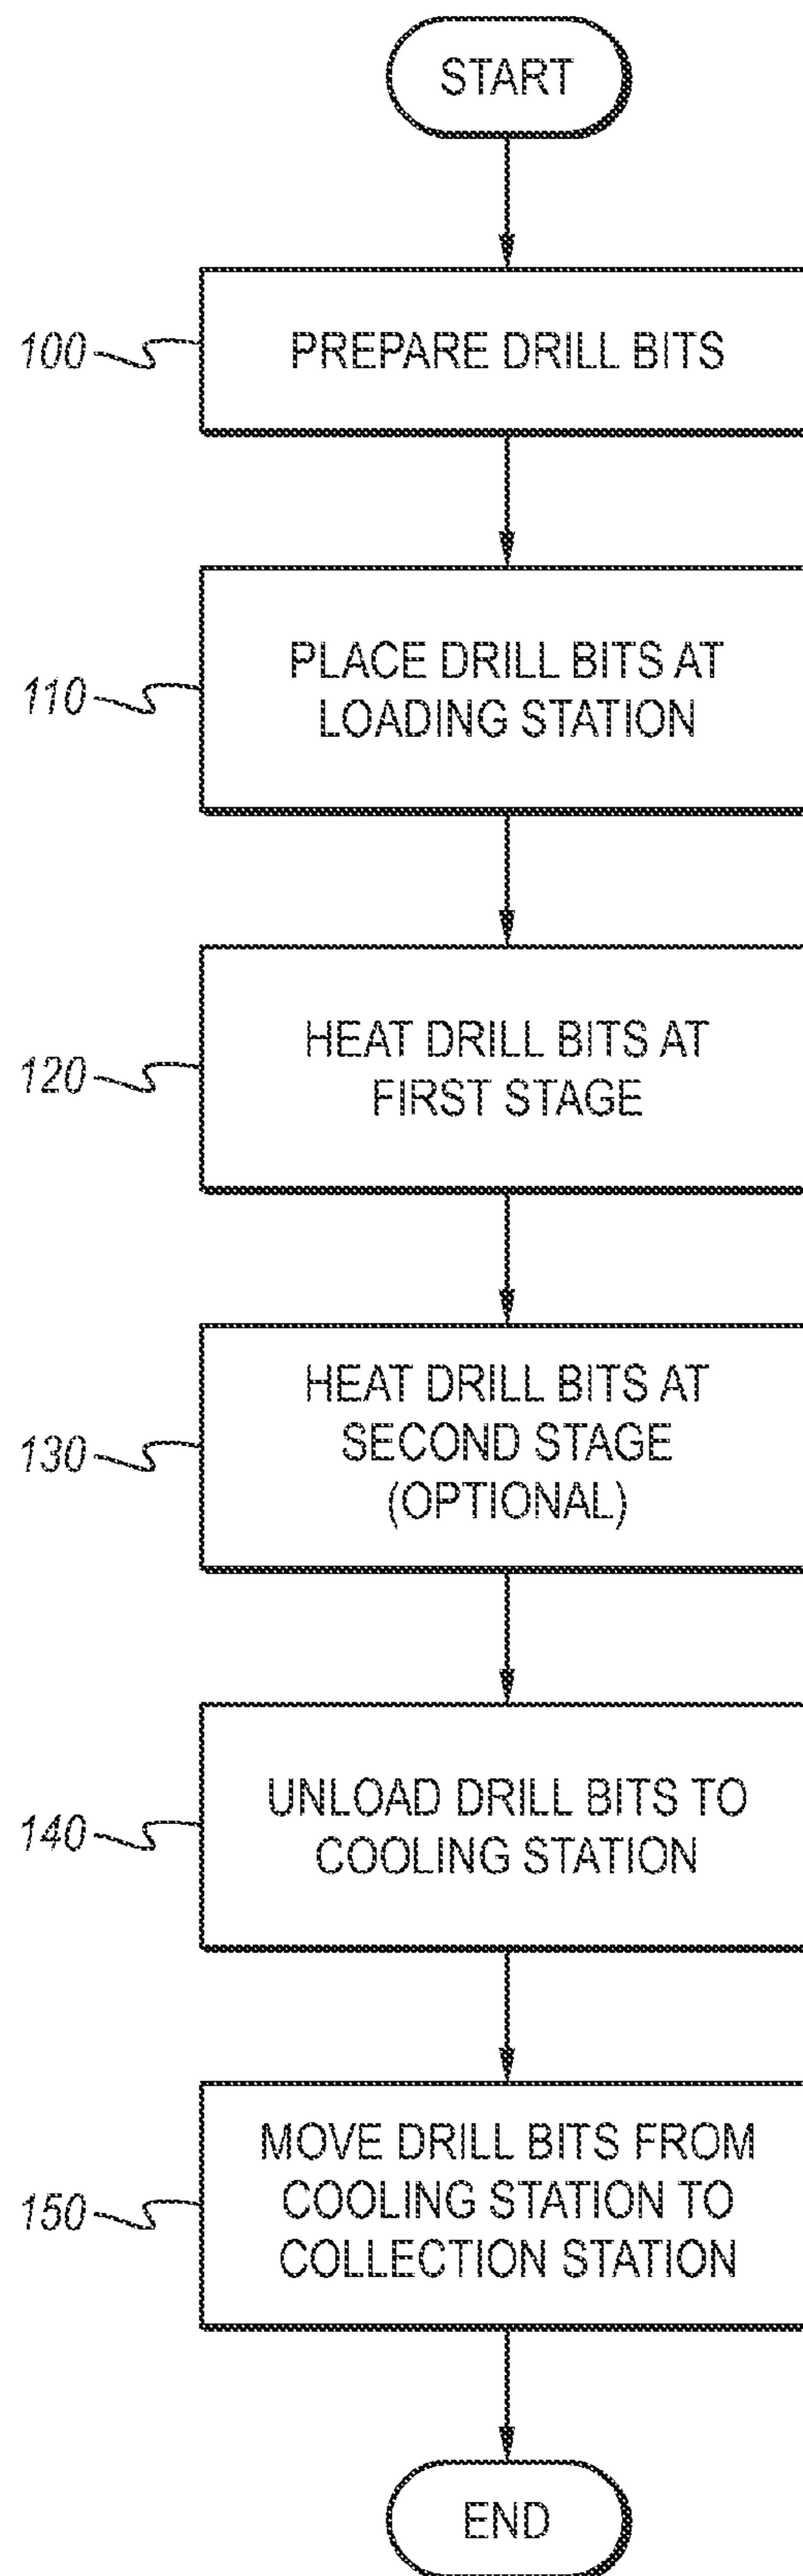 START
100
PREPARE DRILL BITS
110
PLACE DRILL BITS AT
LOADING STATION
120
HEAT DRILL BITS AT
FIRST STAGE
130
HEAT DRILL BITS AT
SECOND STAGE
(OPTIONAL)
140
UNLOAD DRILL BITS TO
COOLING STATION
150
MOVE DRILL BITS FROM
COOLING STATION TO
COLLECTION STATION
END